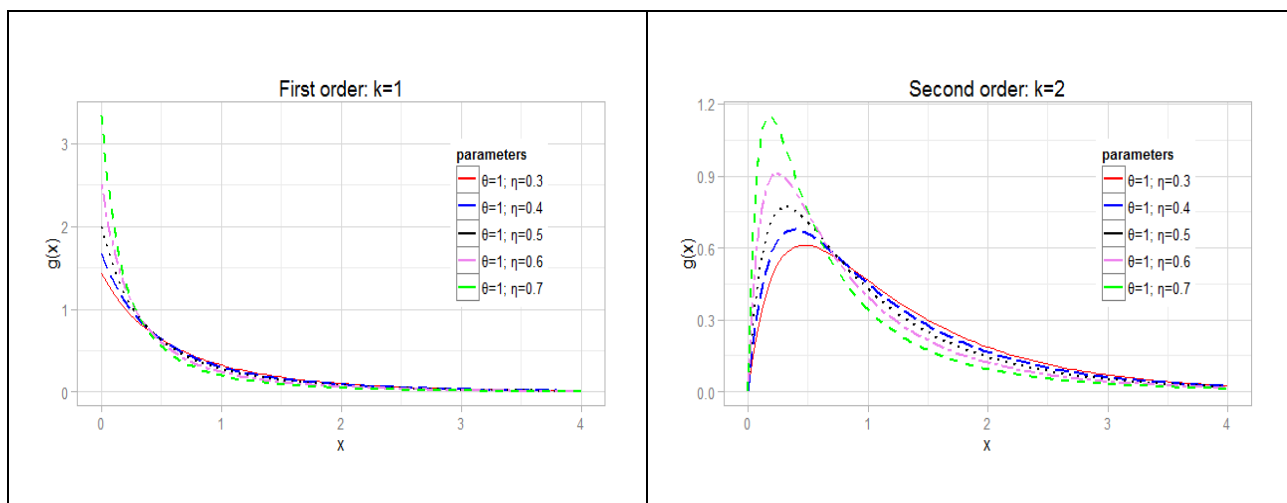 First order: k=1
g(x)
3
2
1
0
parameters
θ=1; η=0.3
θ=1; η=0.4
θ=1; η=0.5
θ=1; η=0.6
θ=1; η=0.7
0 1 2 3 4
x
Second order: k=2
g(x)
1.2
0.9
0.6
0.3
0.0
parameters
θ=1; η=0.3
θ=1; η=0.4
θ=1; η=0.5
θ=1; η=0.6
θ=1; η=0.7
0 1 2 3 4
x